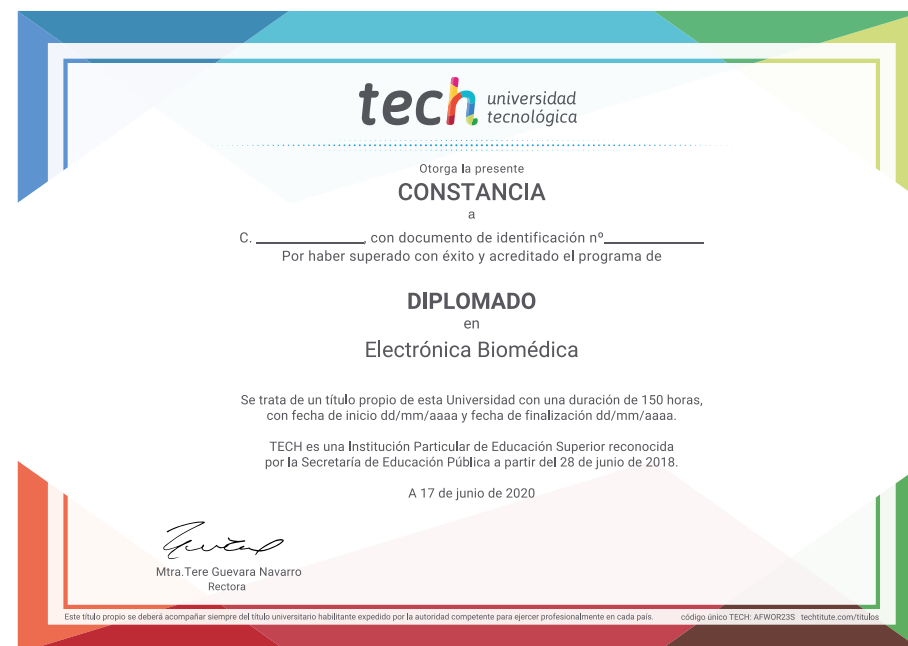 tech universidad
tecnológica
Otorga la presente
CONSTANCIA
a
C. ____________, con documento de identificación nº___________
Por haber superado con éxito y acreditado el programa de
DIPLOMADO
en
Electrónica Biomédica
Se trata de un título propio de esta Universidad con una duración de 150 horas,
con fecha de inicio dd/mm/aaaa y fecha de finalización dd/mm/aaaa.
TECH es una Institución Particular de Educación Superior reconocida
por la Secretaría de Educación Pública a partir del 28 de junio de 2018.
A 17 de junio de 2020
Mtra.Tere Guevara Navarro
Rectora
Este título propio se deberá acompañar siempre del título universitario habilitante expedido por la autoridad competente para ejercer profesionalmente en cada país. código único TECH: AFWOR23S techtitute.com/titulos